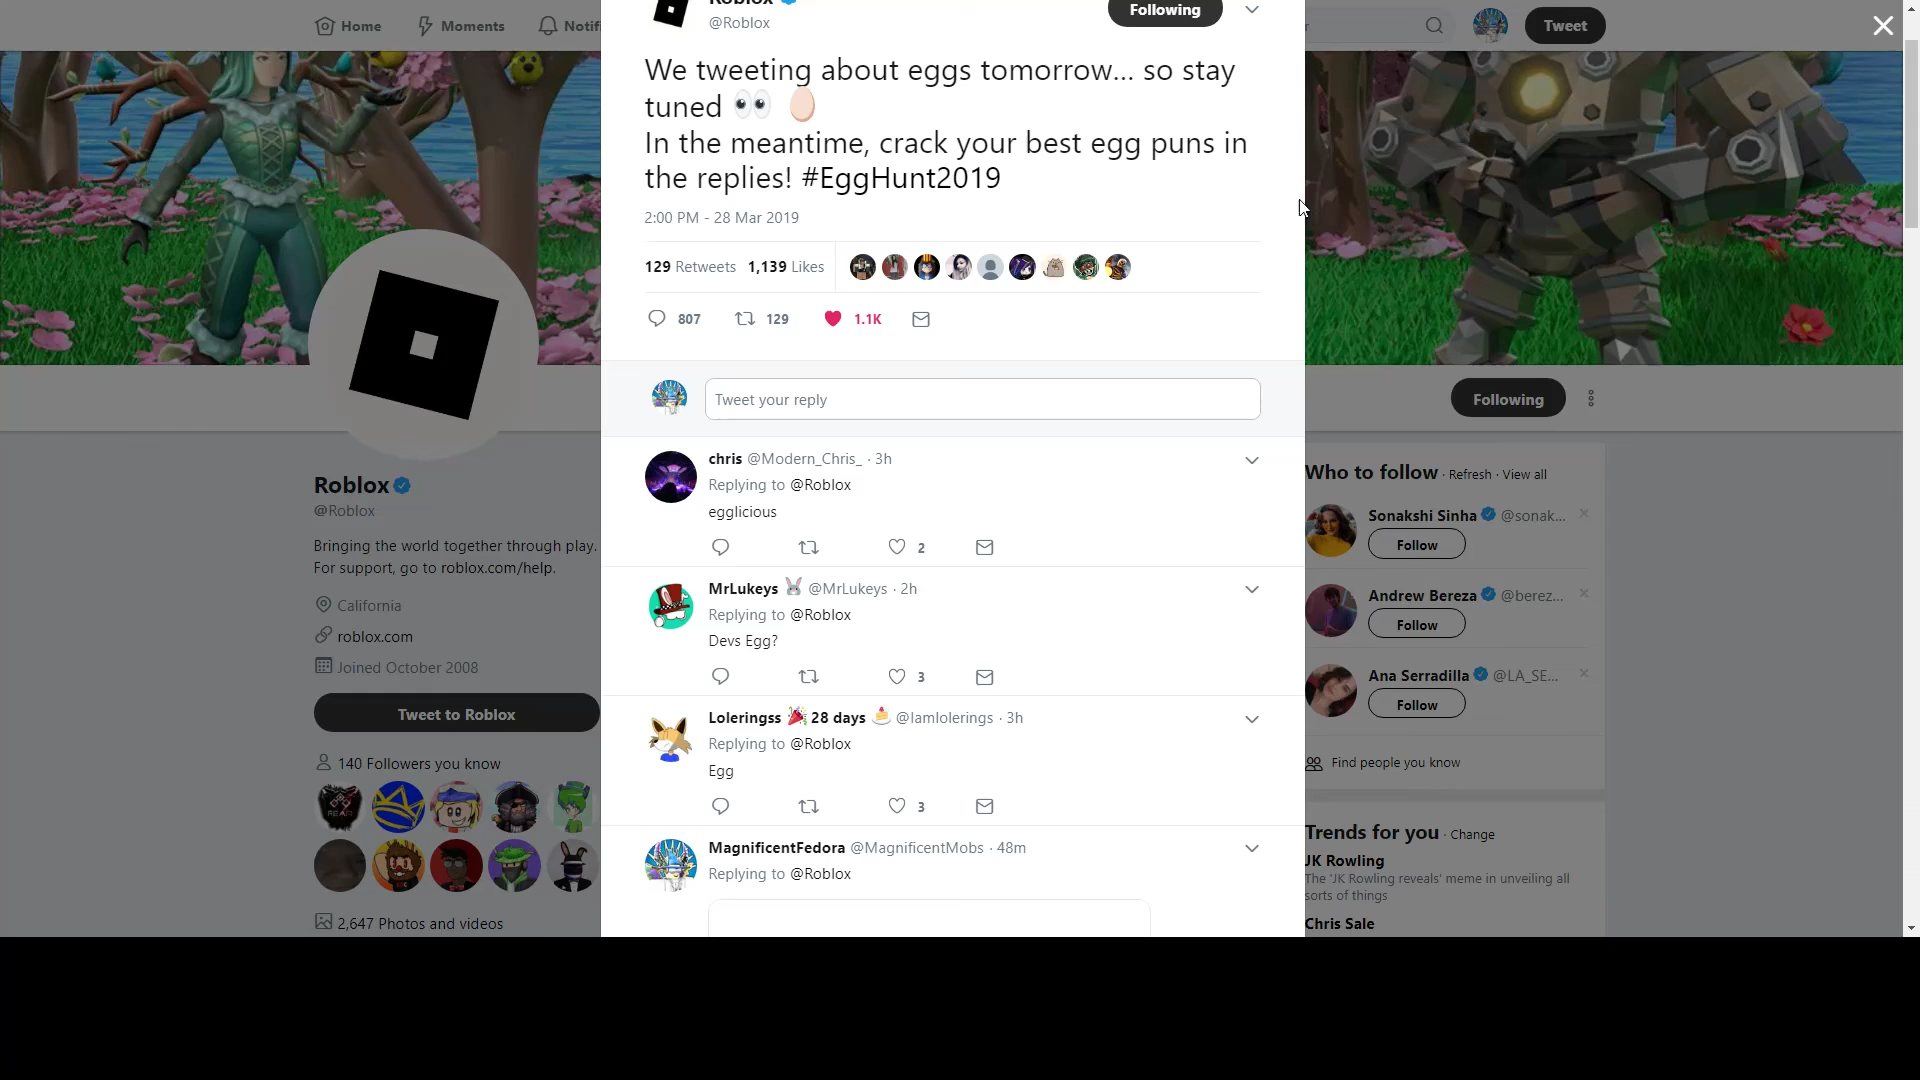 Home
Moments
Notifi
Tweet
@Roblox
Following
We tweeting about eggs tomorrow... so stay
tuned 👀 🥚
In the meantime, crack your best egg puns in
the replies! #EggHunt2019
2:00 PM - 28 Mar 2019
129 Retweets 1,139 Likes
807 129 1.1K
Tweet your reply
chris @Modern_Chris_ · 3h
Replying to @Roblox
egglicious
2
MrLukeys 🐰 @MrLukeys · 2h
Replying to @Roblox
Devs Egg?
3
Loleringss 🎉 28 days 🍰 @Iamlolerings · 3h
Replying to @Roblox
Egg
3
MagnificentFedora @MagnificentMobs · 48m
Replying to @Roblox
Roblox
@Roblox
Bringing the world together through play.
For support, go to roblox.com/help.
California
roblox.com
Joined October 2008
Tweet to Roblox
140 Followers you know
2,647 Photos and videos
Following
Who to follow · Refresh · View all
Sonakshi Sinha @sonak...
Follow
Andrew Bereza @berez...
Follow
Ana Serradilla @LA_SE...
Follow
Find people you know
Trends for you · Change
JK Rowling
The 'JK Rowling reveals' meme in unveiling all
sorts of things
Chris Sale